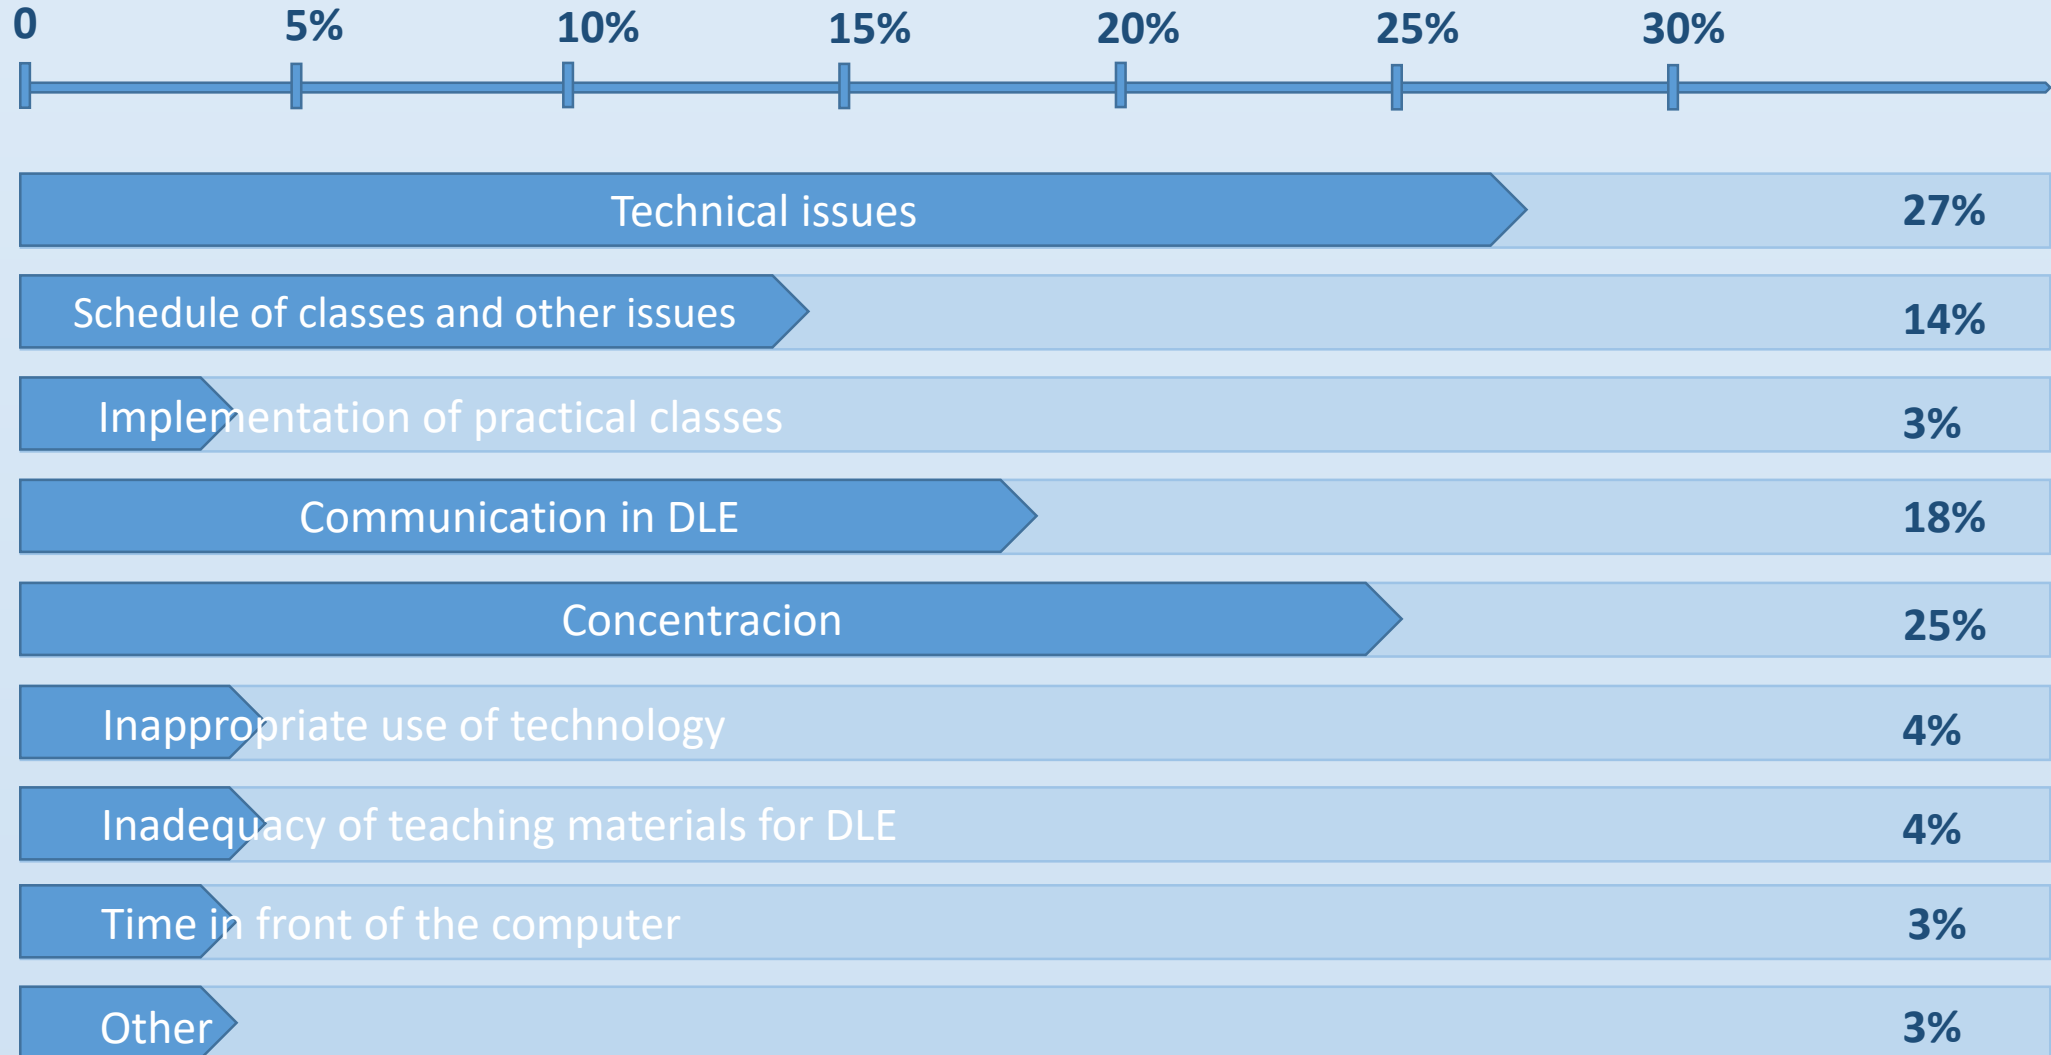 0 5% 10% 15% 20% 25% 30%
Technical issues 27%
Schedule of classes and other issues 14%
Implementation of practical classes 3%
Communication in DLE 18%
Concentracion 25%
Inappropriate use of technology 4%
Inadequacy of teaching materials for DLE 4%
Time in front of the computer 3%
Other 3%